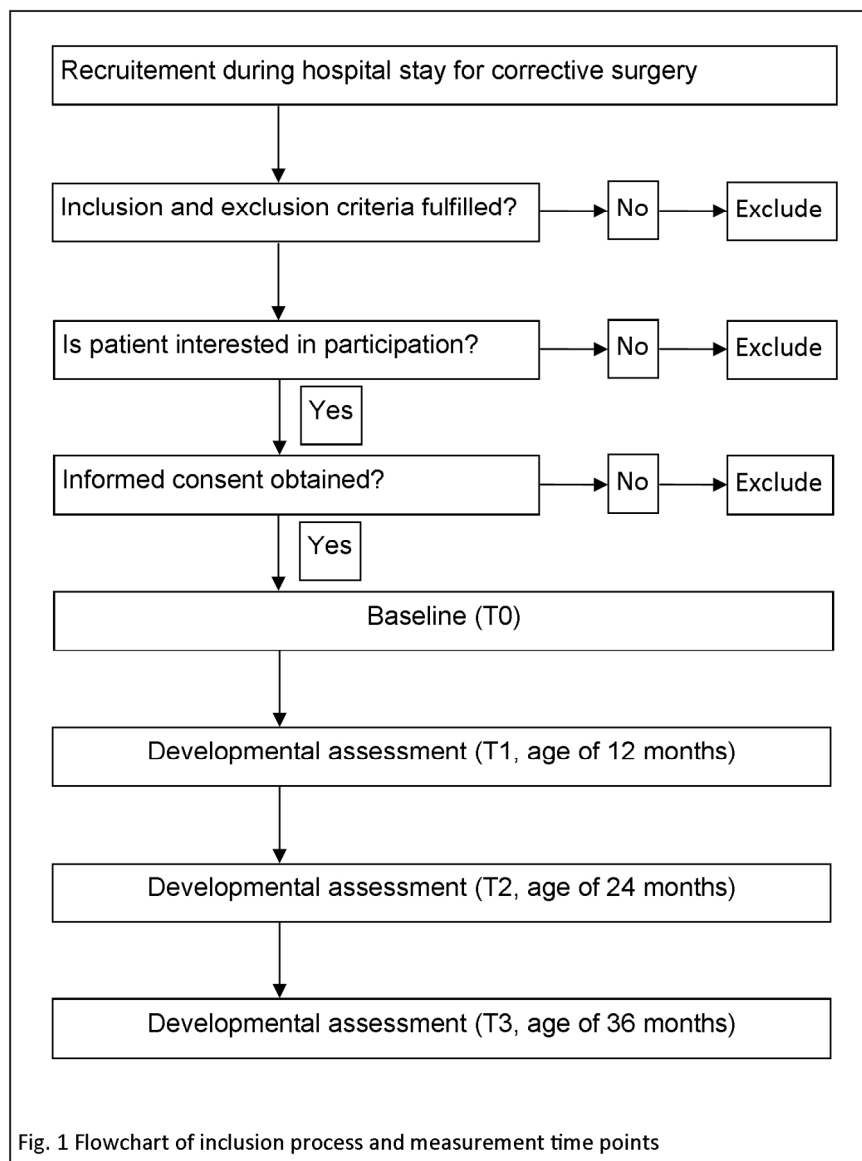 Recruitement during hospital stay for corrective surgery
Inclusion and exclusion criteria fulfilled?
No
Exclude
Is patient interested in participation?
No
Exclude
Yes
Informed consent obtained?
No
Exclude
Yes
Baseline (T0)
Developmental assessment (T1, age of 12 months)
Developmental assessment (T2, age of 24 months)
Developmental assessment (T3, age of 36 months)
Fig. 1 Flowchart of inclusion process and measurement time points